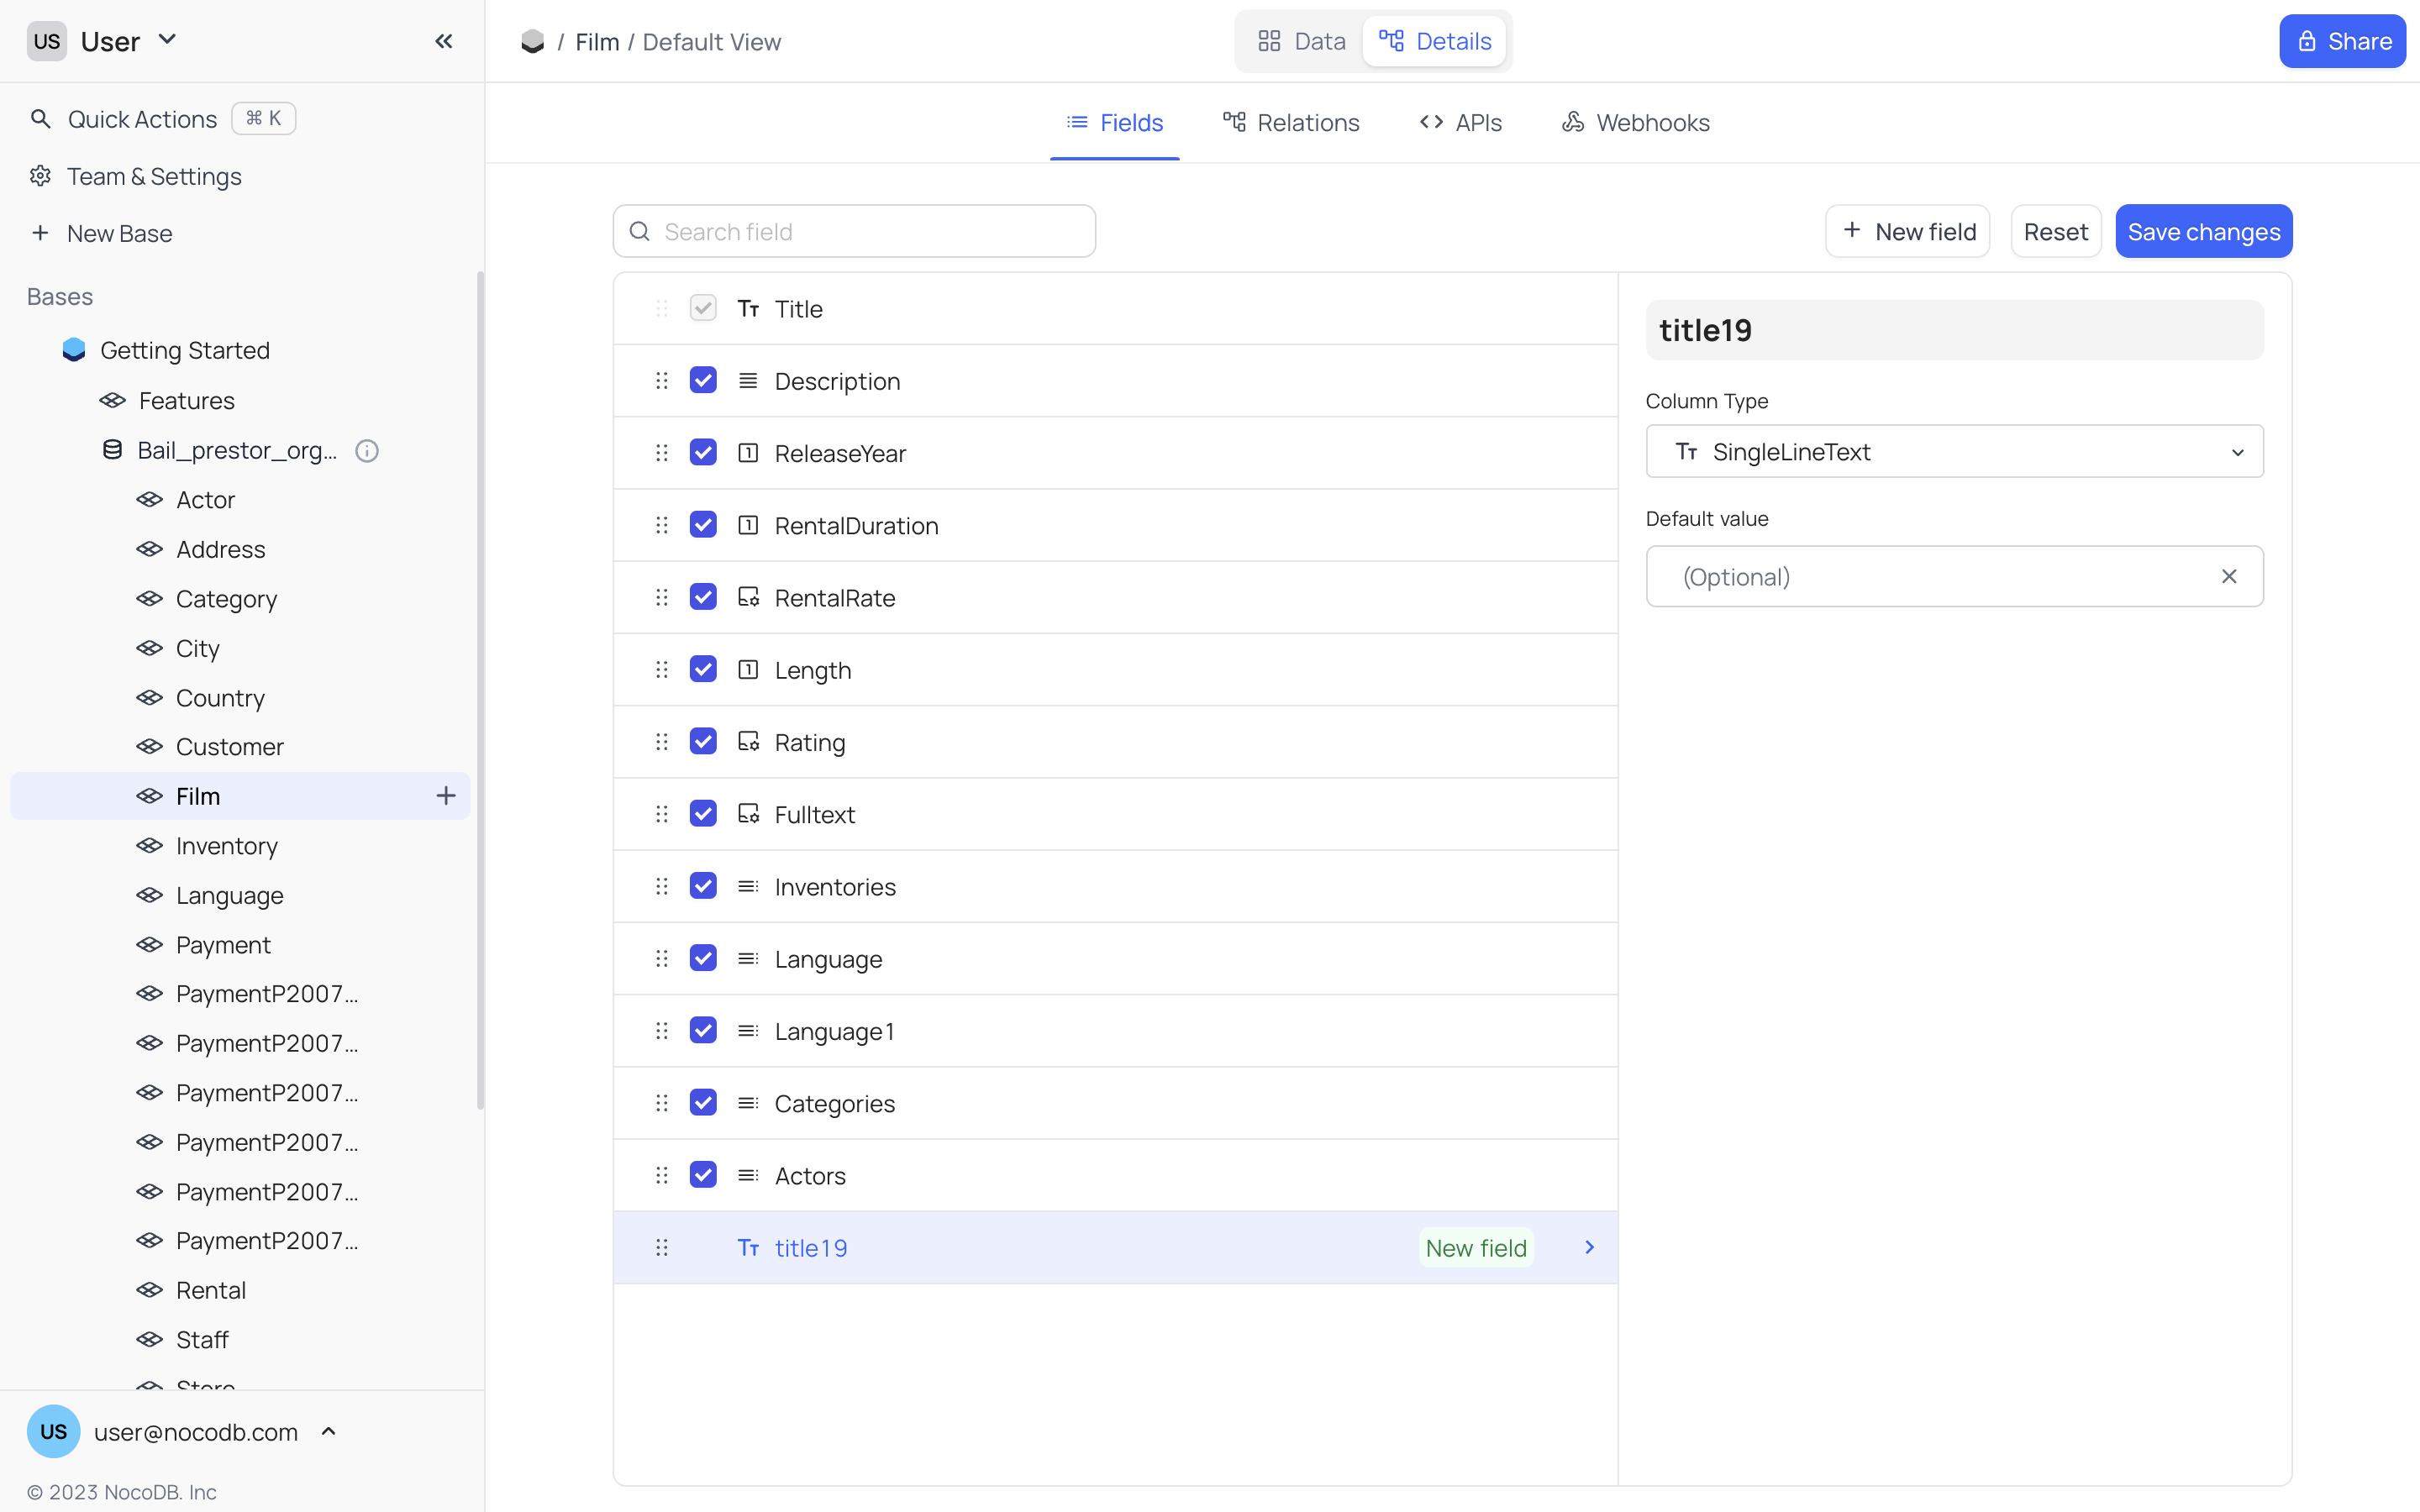 US User
Quick Actions ⌘ K
Team & Settings
New Base
Bases
Getting Started
Features
Bail_prestor_org...
Actor
Address
Category
City
Country
Customer
Film
Inventory
Language
Payment
PaymentP2007...
PaymentP2007...
PaymentP2007...
PaymentP2007...
PaymentP2007...
PaymentP2007...
Rental
Staff
Store
US user@nocodb.com
© 2023 NocoDB. Inc
/ Film / Default View
Data Details
Share
Fields Relations APIs Webhooks
Search field
New field Reset Save changes
Title
Description
ReleaseYear
RentalDuration
RentalRate
Length
Rating
Fulltext
Inventories
Language
Language1
Categories
Actors
title19 New field
title19
Column Type
SingleLineText
Default value
(Optional)